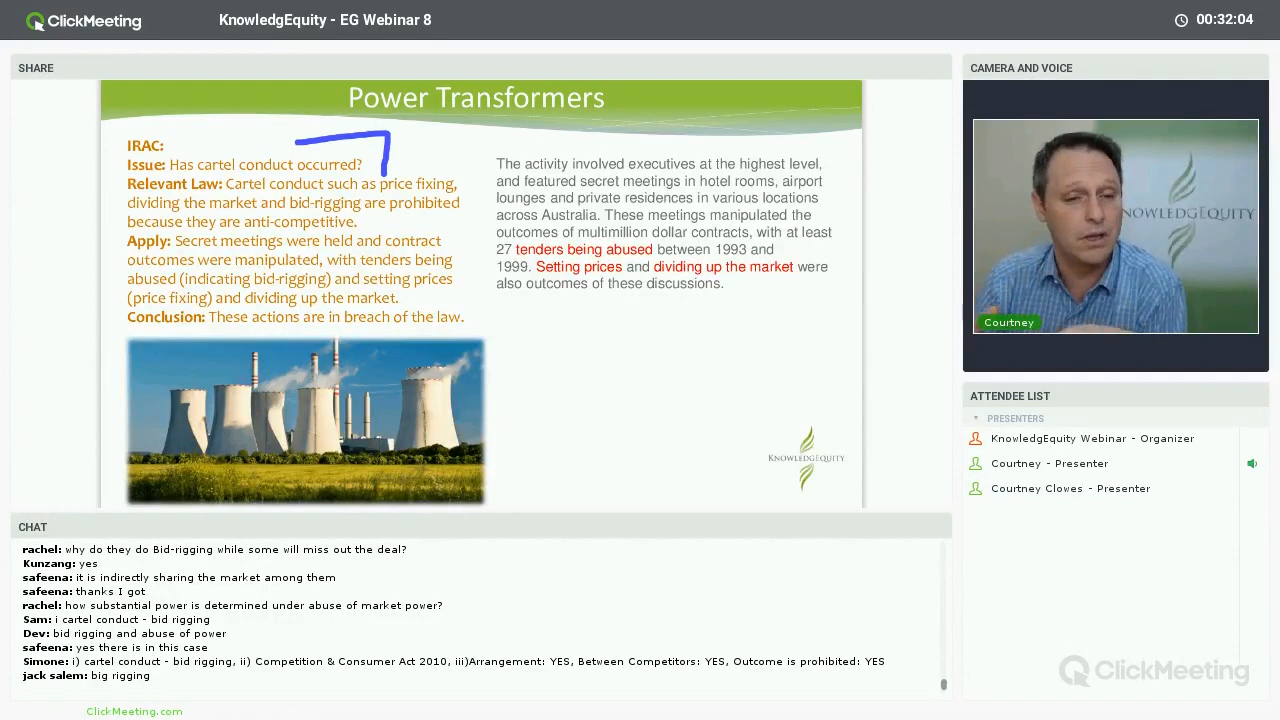 ClickMeeting
KnowledgEquity - EG Webinar 8
00:32:04
SHARE
Power Transformers
IRAC:
Issue: Has cartel conduct occurred?
Relevant Law: Cartel conduct such as price fixing,
dividing the market and bid-rigging are prohibited
because they are anti-competitive.
Apply: Secret meetings were held and contract
outcomes were manipulated, with tenders being
abused (indicating bid-rigging) and setting prices
(price fixing) and dividing up the market.
Conclusion: These actions are in breach of the law.
The activity involved executives at the highest level,
and featured secret meetings in hotel rooms, airport
lounges and private residences in various locations
across Australia. These meetings manipulated the
outcomes of multimillion dollar contracts, with at least
27 tenders being abused between 1993 and
1999. Setting prices and dividing up the market were
also outcomes of these discussions.
KNOWLEDGEQUITY
CAMERA AND VOICE
KNOWLEDGEQUITY
Courtney
ATTENDEE LIST
PRESENTERS
KnowledgEquity Webinar - Organizer
Courtney - Presenter
Courtney Clowes - Presenter
CHAT
rachel: why do they do Bid-rigging while some will miss out the deal?
Kunzang: yes
safeena: it is indirectly sharing the market among them
safeena: thanks I got
rachel: how substantial power is determined under abuse of market power?
Sam: i cartel conduct - bid rigging
Dev: bid rigging and abuse of power
safeena: yes there is in this case
Simone: i) cartel conduct - bid rigging, ii) Competition & Consumer Act 2010, iii)Arrangement: YES, Between Competitors: YES, Outcome is prohibited: YES
jack salem: big rigging
ClickMeeting
ClickMeeting.com